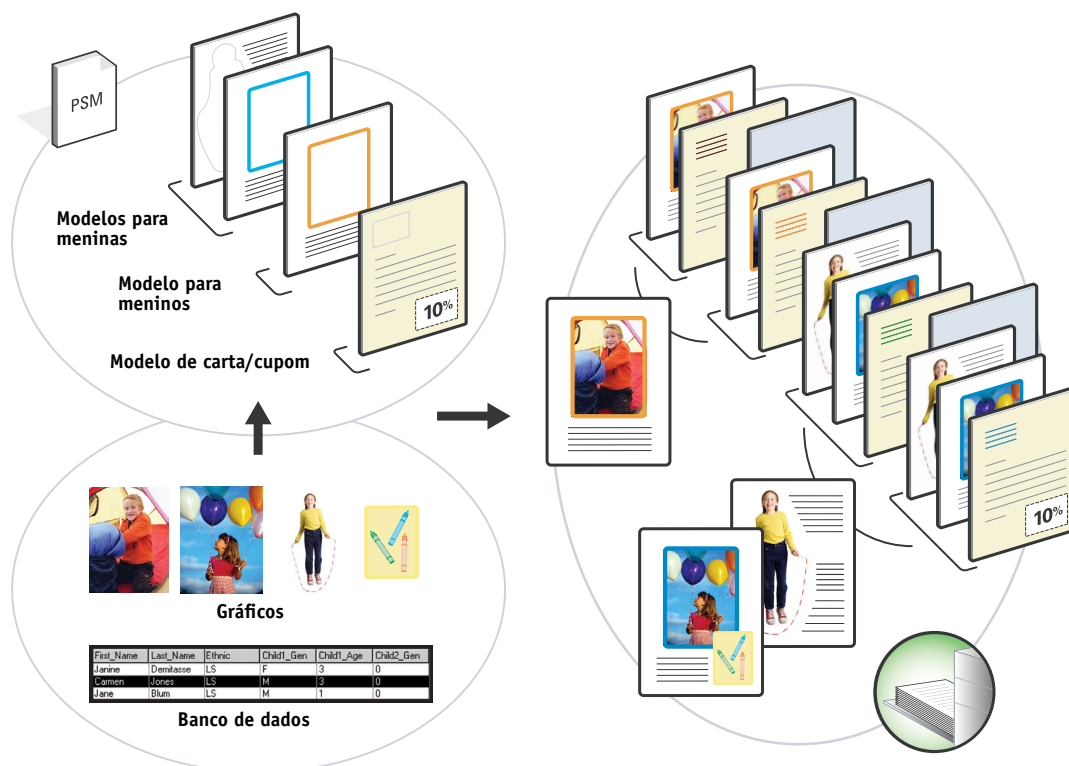 PSM
Modelos para
meninas
Modelo para
meninos
10%
Modelo de carta/cupom
10%
Gráficos
First_Name Last_Name Ethnic Child1_Gen Child1_Age Child2_Gen
Janine Demitasse LS F 3 0
Carmen Jones LS M 3 0
Jane Blum LS M 1 0
Banco de dados